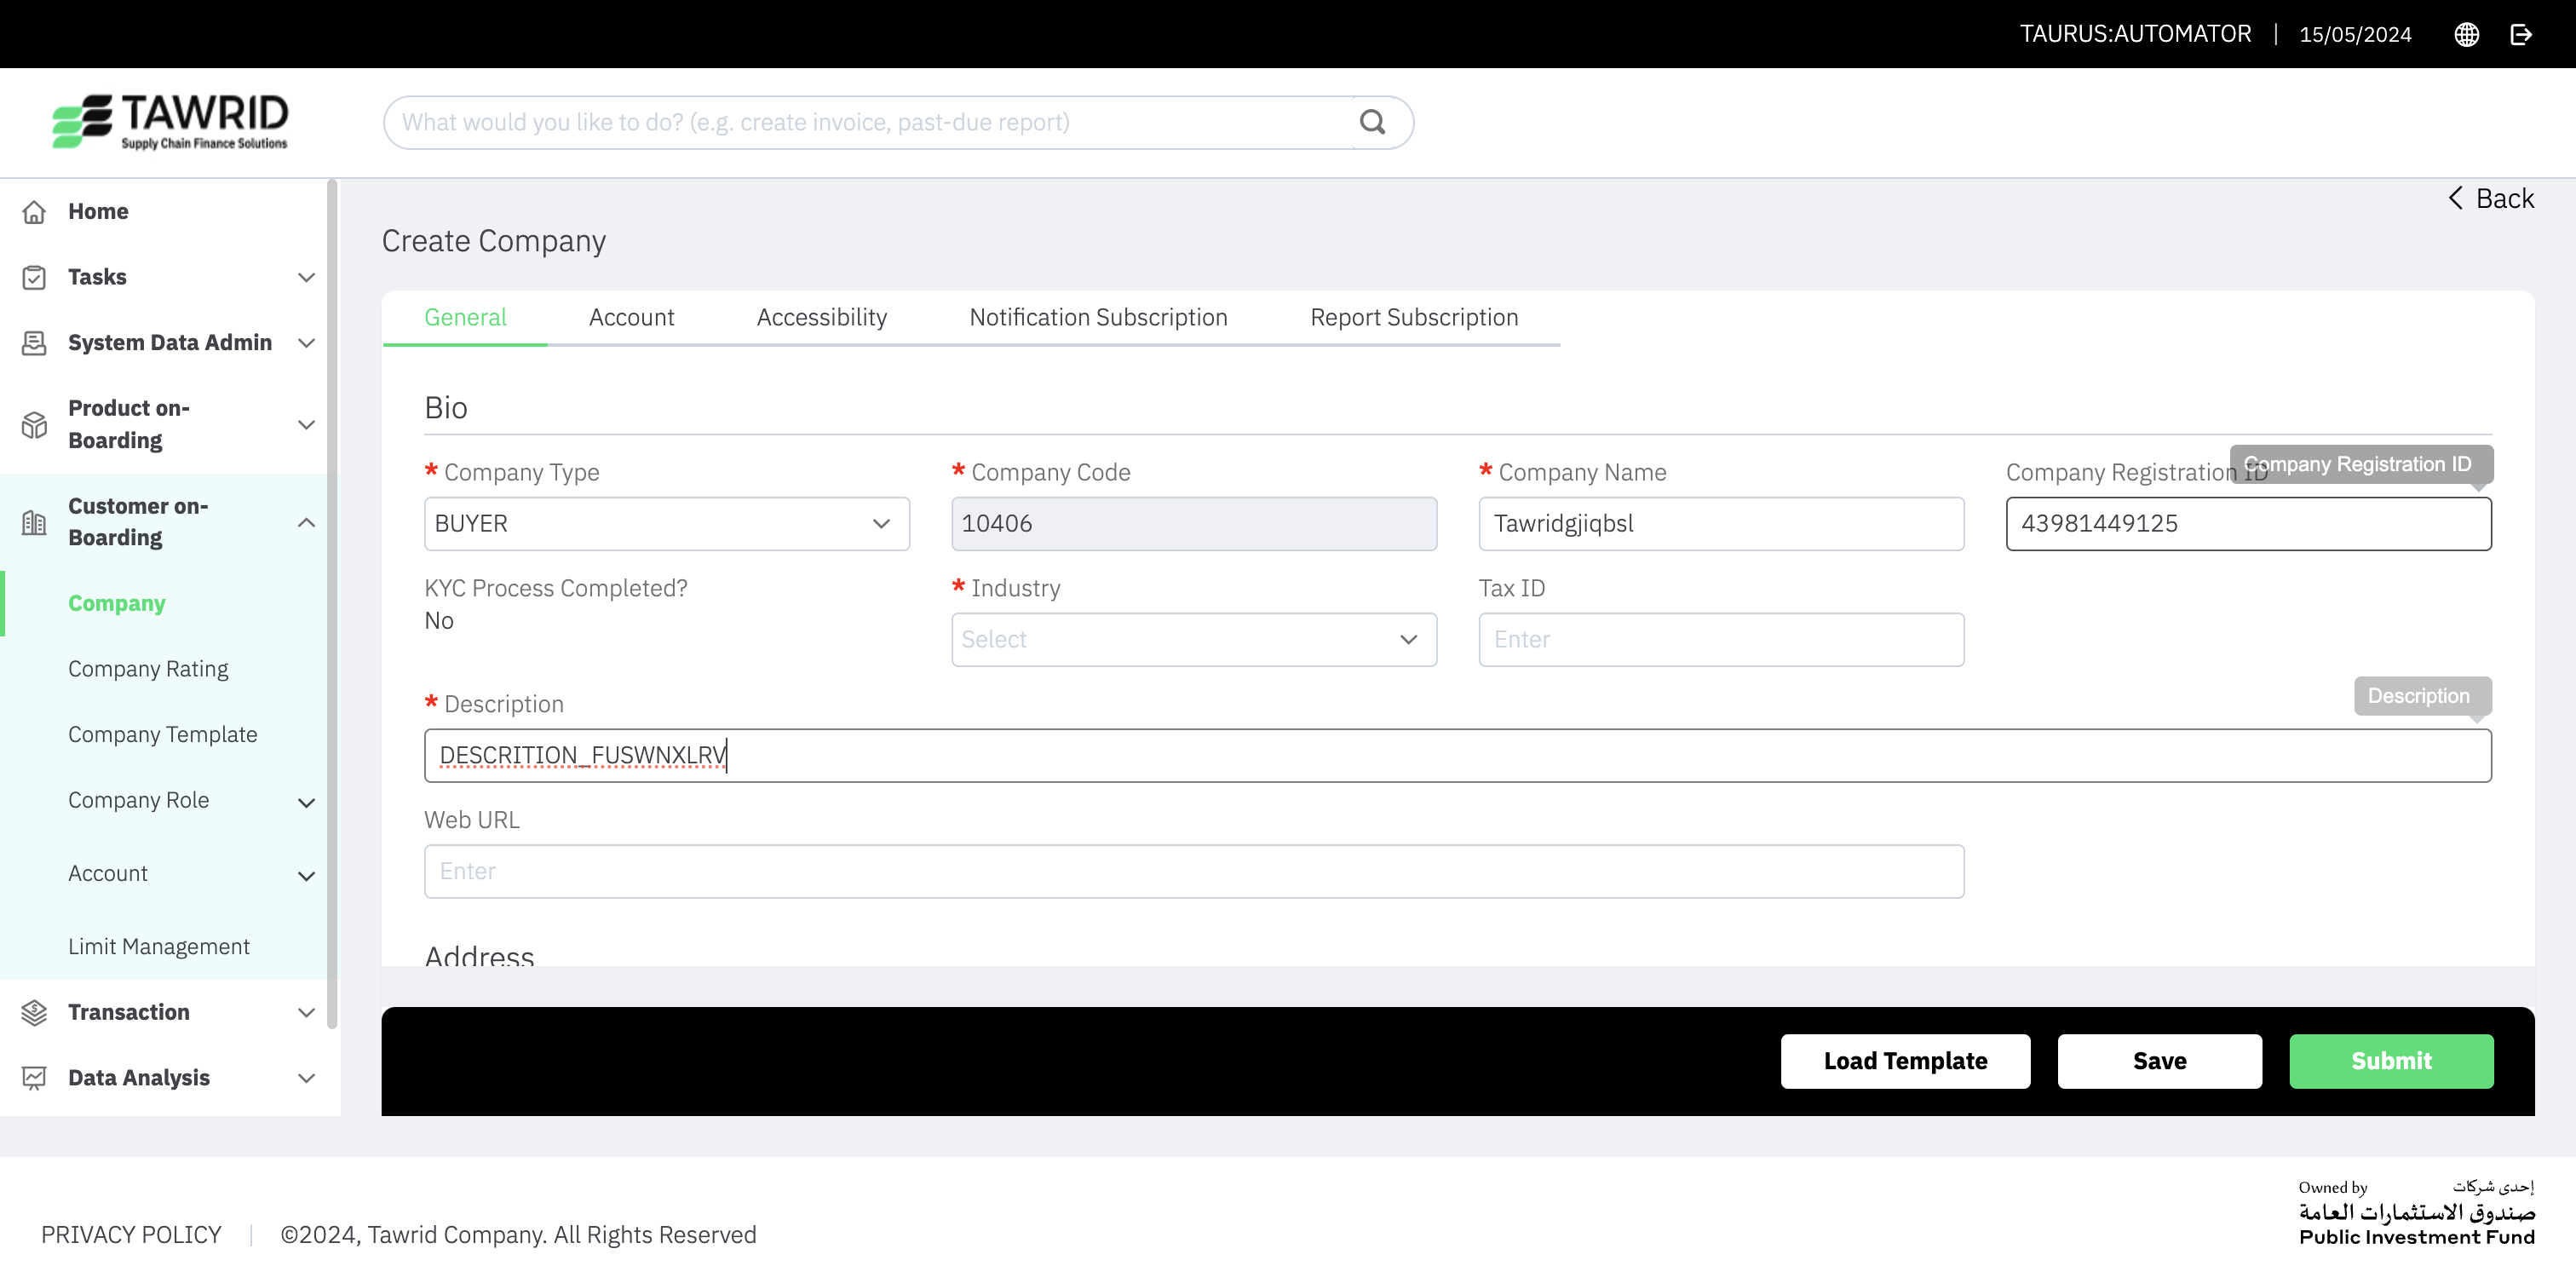 TAURUS:AUTOMATOR | 15/05/2024
TAWRID
Supply Chain Finance Solutions
What would you like to do? (e.g. create invoice, past-due report)
Home
Tasks
System Data Admin
Product on-
Boarding
Customer on-
Boarding
Company
Company Rating
Company Template
Company Role
Account
Limit Management
Transaction
Data Analysis
Back
Create Company
General
Account
Accessibility
Notification Subscription
Report Subscription
Bio
* Company Type
BUYER
* Company Code
10406
* Company Name
Tawridgjiqbsl
Company Registration ID
Company Registration ID
43981449125
KYC Process Completed?
No
* Industry
Select
Tax ID
Enter
* Description
Description
DESCRITION_FUSWNXLRV
Web URL
Enter
Address
Load Template
Save
Submit
PRIVACY POLICY | ©2024, Tawrid Company. All Rights Reserved
Owned by
إحدى شركات
صندوق الاستثمارات العامة
Public Investment Fund